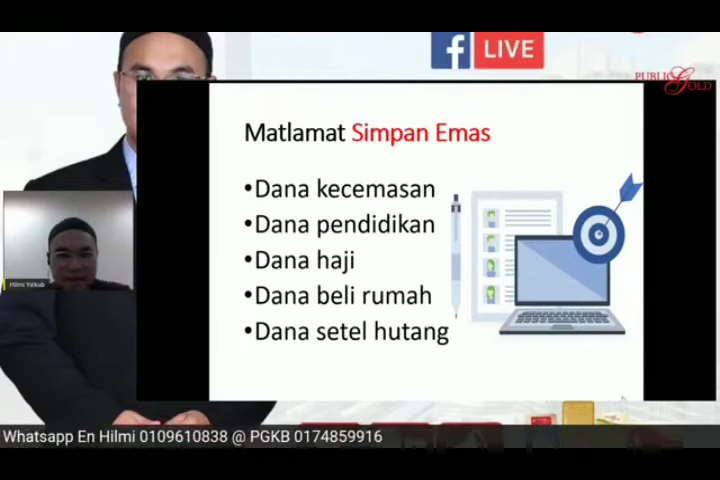 f LIVE
PUBLIC GOLD
Matlamat Simpan Emas
•Dana kecemasan
•Dana pendidikan
•Dana haji
•Dana beli rumah
•Dana setel hutang
Hilmi Yaikub
Whatsapp En Hilmi 0109610838 @ PGKB 0174859916